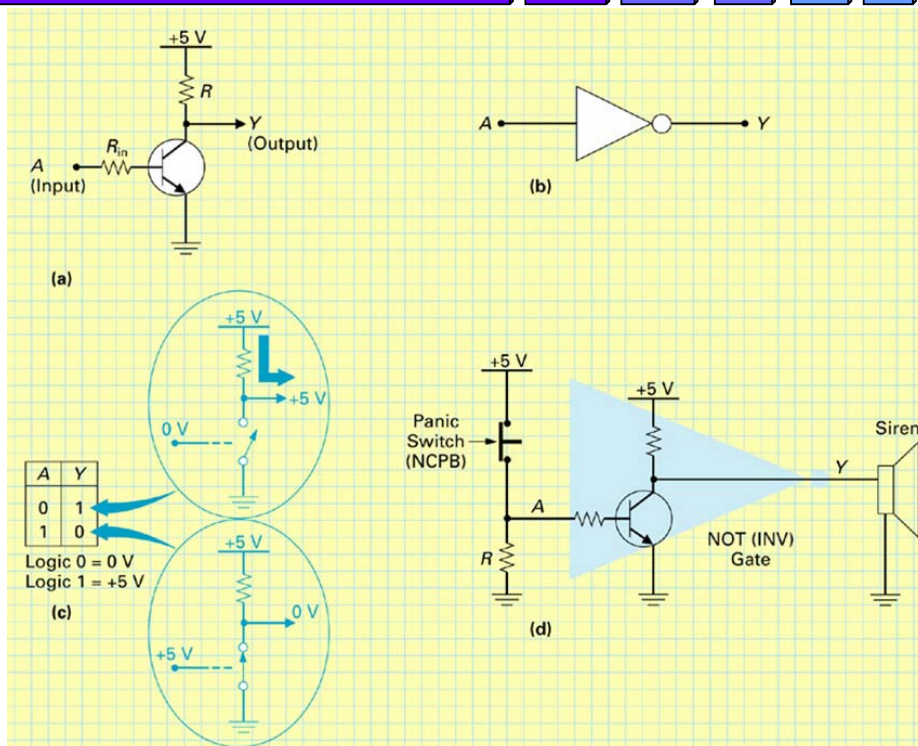 +5 V
R
Y
(Output)
Rin
A
(Input)
(a)
A
Y
(b)
+5 V
+5 V
0 V
A Y
0 1
1 0
Logic 0 = 0 V
Logic 1 = +5 V
(c)
+5 V
0 V
+5 V
+5 V
Panic
Switch
(NCPB)
A
R
+5 V
Y
Siren
NOT (INV)
Gate
(d)